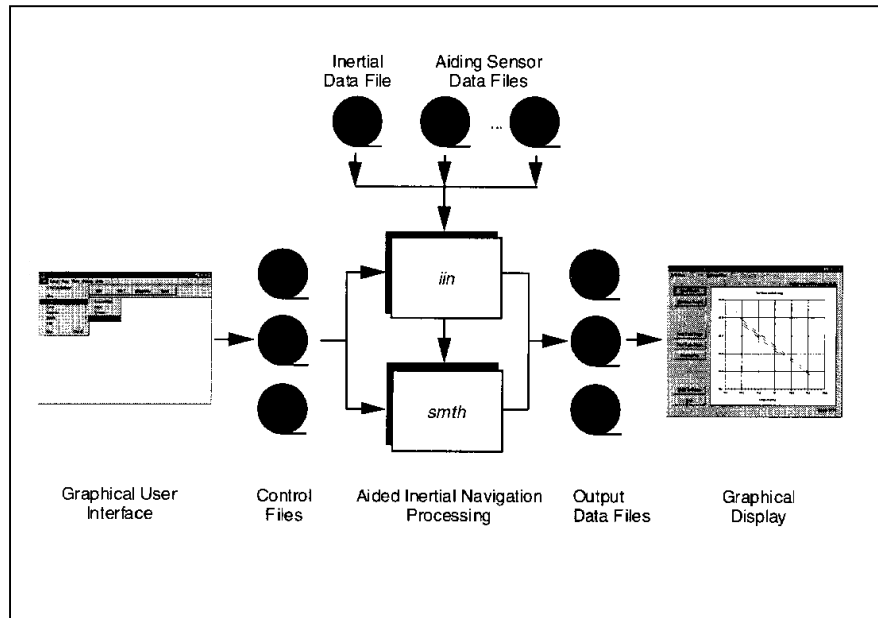 Inertial
Data File
Aiding Sensor
Data Files
...
iin
smth
Graphical User
Interface
Control
Files
Aided Inertial Navigation
Processing
Output
Data Files
Graphical
Display